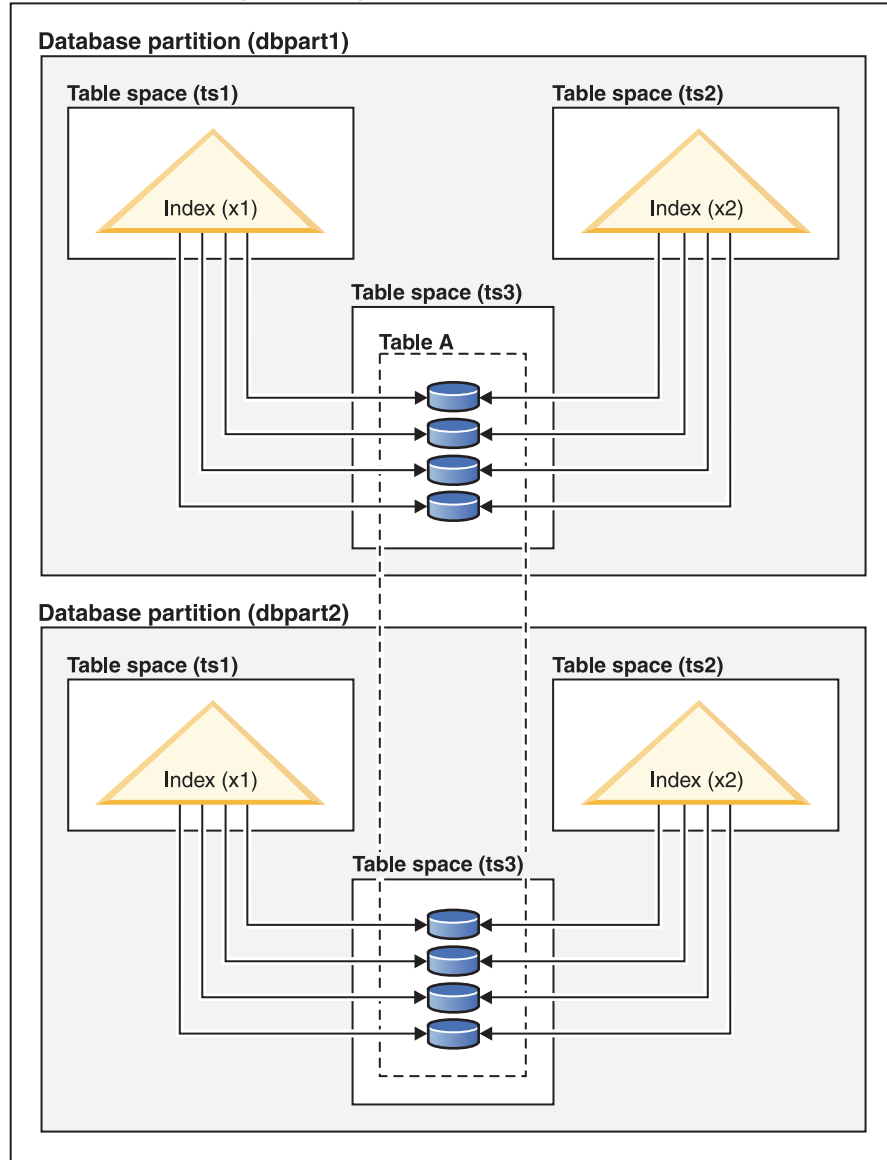 Database partition (dbpart1)
Table space (ts1)
Table space (ts2)
Index (x1)
Index (x2)
Table space (ts3)
Table A
Database partition (dbpart2)
Table space (ts1)
Table space (ts2)
Index (x1)
Index (x2)
Table space (ts3)